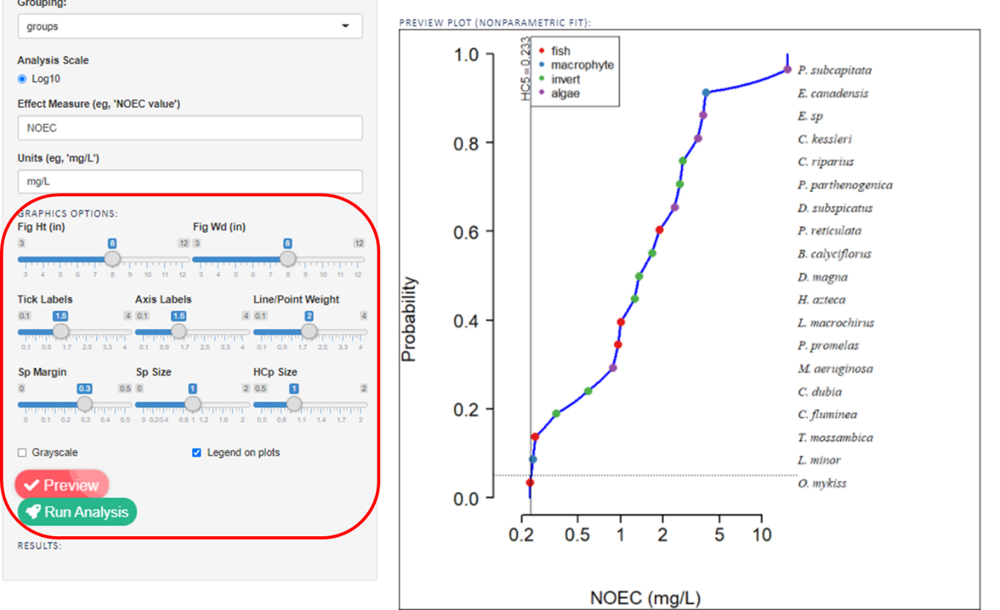 Grouping:
groups
Analysis Scale
Log10
Effect Measure (eg, 'NOEC value')
NOEC
Units (eg, 'mg/L')
mg/L
GRAPHICS OPTIONS:
Fig Ht (in) Fig Wd (in)
3 8 12 3 8 12
3 4 5 6 7 8 9 10 11 12 3 4 5 6 7 8 9 10 11 12
Tick Labels Axis Labels Line/Point Weight
0.1 1.5 4 0.1 1.5 4 0.1 2 4
0.1 0.9 1.7 2.5 3.3 4 0.1 0.9 1.7 2.5 3.3 4 0.1 0.9 1.7 2.5 3.3 4
Sp Margin Sp Size HCp Size
0 0.3 0.5 0 1 2 0.5 1 2
0 0.1 0.2 0.3 0.4 0.5 0 0.20.4 0.8 1 1.2 1.6 2 0.5 0.8 1.1 1.4 1.7 2
Grayscale Legend on plots
Preview
Run Analysis
RESULTS:
PREVIEW PLOT (NONPARAMETRIC FIT):
HC5 = 0.233
fish
macrophyte
invert
algae
1.0
0.8
0.6
0.4
0.2
0.0
Probability
P. subcapitata
E. canadensis
E. sp
C. kessleri
C. riparius
P. parthenogenica
D. subspicatus
P. reticulata
B. calyciflorus
D. magna
H. azteca
L. macrochirus
P. promelas
M. aeruginosa
C. dubia
C. fluminea
T. mossambica
L. minor
O. mykiss
0.2 0.5 1 2 5 10
NOEC (mg/L)